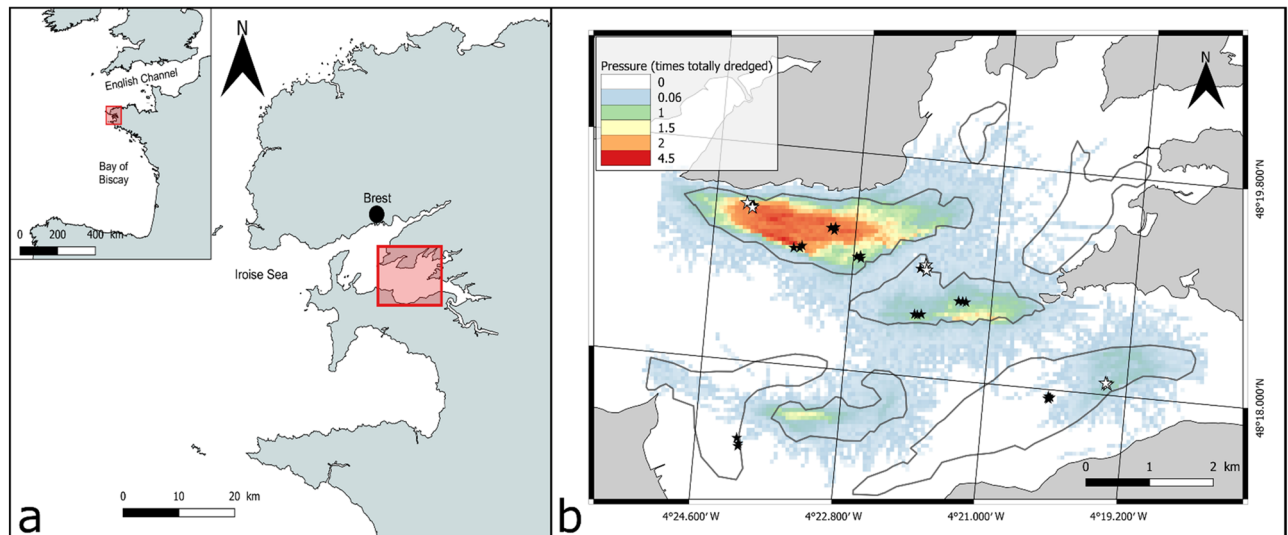 N
English Channel
Bay of
Biscay
0 200 400 km
Brest
Iroise Sea
0 10 20 km
a
Pressure (times totally dredged)
0
0.06
1
1.5
2
4.5
N
48°19.800' N
48°18.000' N
0 1 2 km
4°24.600' W 4°22.800' W 4°21.000' W 4°19.200' W
b